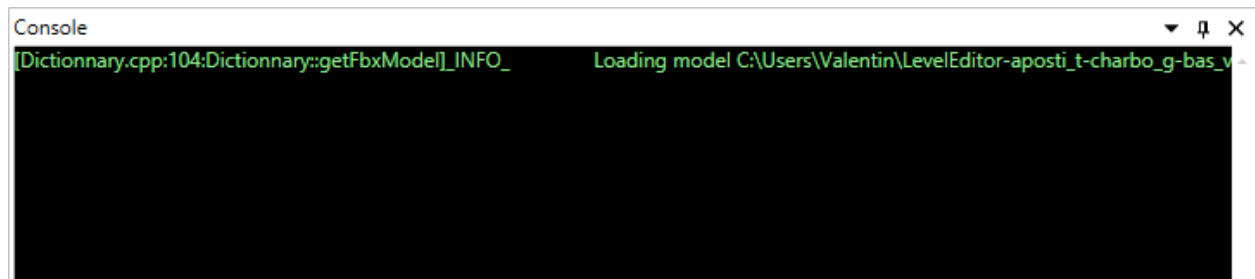 Console
[Dictionnary.cpp:104:Dictionnary::getFbxModel]_INFO_ Loading model C:\Users\Valentin\LevelEditor-aposti_t-charbo_g-bas_v